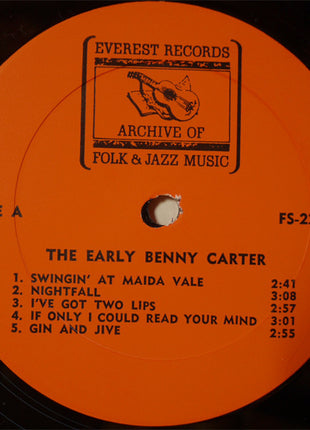 EVEREST RECORDS
ARCHIVE OF
FOLK & JAZZ MUSIC
E A
FS-2
THE EARLY BENNY CARTER
1. SWINGIN' AT MAIDA VALE 2:41
2. NIGHTFALL 3:08
3. I'VE GOT TWO LIPS 2:57
4. IF ONLY I COULD READ YOUR MIND 3:01
5. GIN AND JIVE 2:55